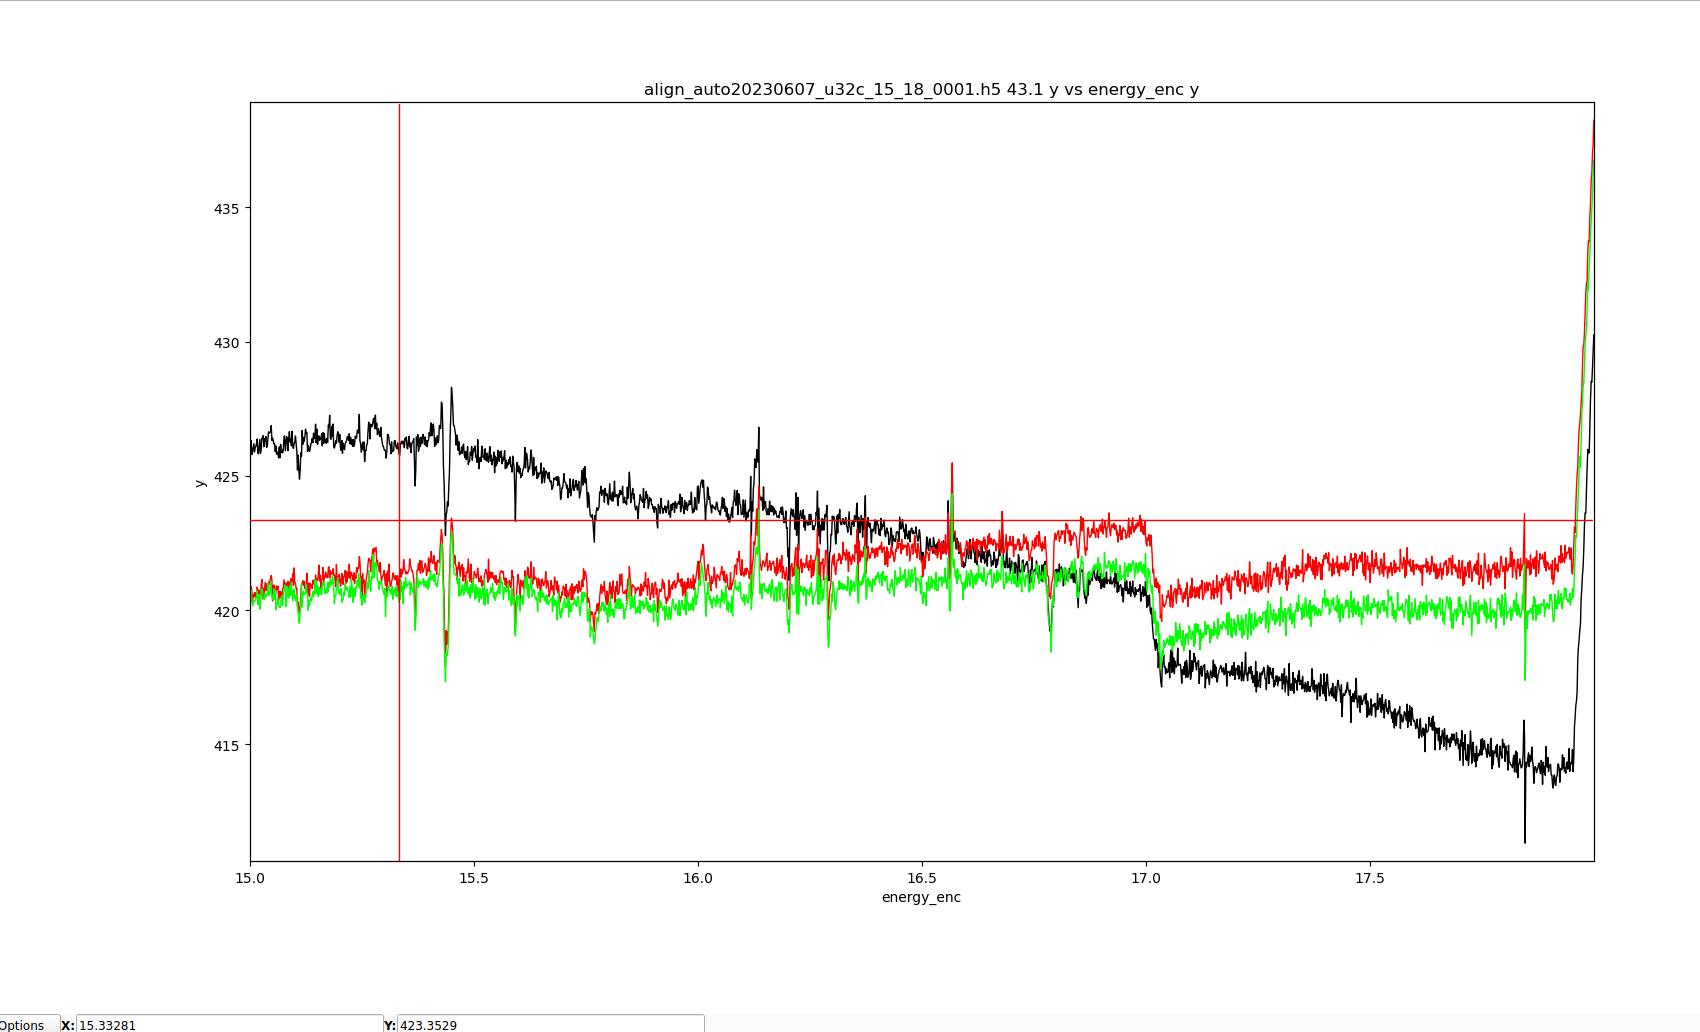 align_auto20230607_u32c_15_18_0001.h5 43.1 y vs energy_enc y
435
430
425
420
415
y
15.0 15.5 16.0 16.5 17.0 17.5
energy_enc
Options X: 15.33281 Y: 423.3529